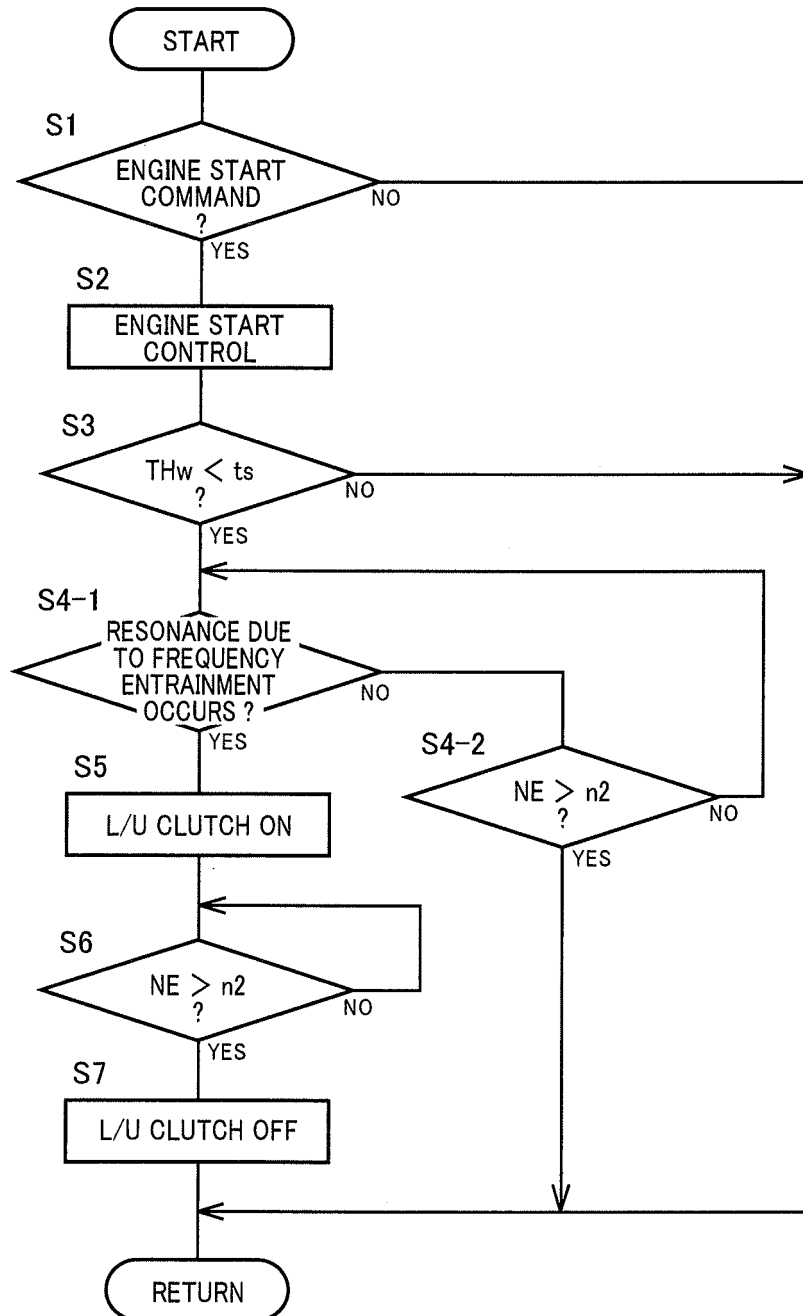 START
S1
ENGINE START
COMMAND
?
NO
YES
S2
ENGINE START
CONTROL
S3
THw < ts
?
NO
YES
S4-1
RESONANCE DUE
TO FREQUENCY
ENTRAINMENT
OCCURS ?
NO
YES
S4-2
NE > n2
?
NO
YES
S5
L/U CLUTCH ON
S6
NE > n2
?
NO
YES
S7
L/U CLUTCH OFF
RETURN